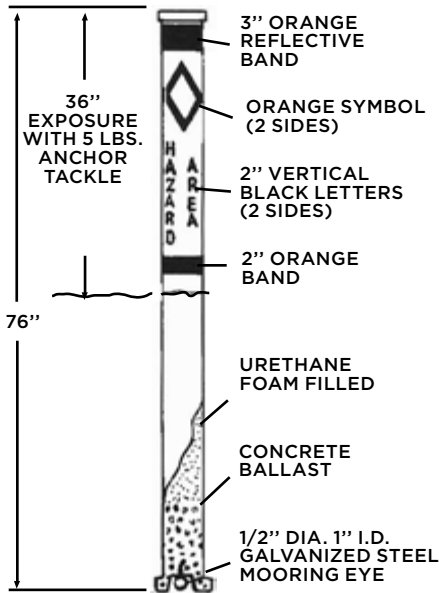 3” ORANGE
REFLECTIVE
BAND
36”
EXPOSURE
WITH 5 LBS.
ANCHOR
TACKLE
ORANGE SYMBOL
(2 SIDES)
HAZARD
AREA
2” VERTICAL
BLACK LETTERS
(2 SIDES)
2” ORANGE
BAND
76”
URETHANE
FOAM FILLED
CONCRETE
BALLAST
1/2” DIA. 1” I.D.
GALVANIZED STEEL
MOORING EYE